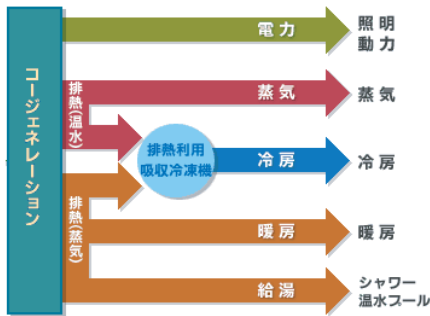 コージェネレーション
電力
照明
動力
排熱(温水)
蒸気
蒸気
排熱利用
吸収冷凍機
冷房
冷房
排熱(蒸気)
暖房
暖房
給湯
シャワー
温水プール